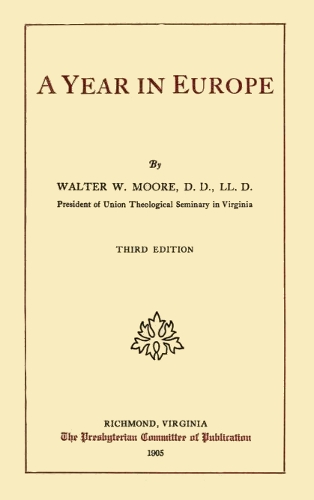 A YEAR IN EUROPE
By
WALTER W. MOORE, D. D., LL. D.
President of Union Theological Seminary in Virginia
THIRD EDITION
RICHMOND, VIRGINIA
The Presbyterian Committee of Publication
1905